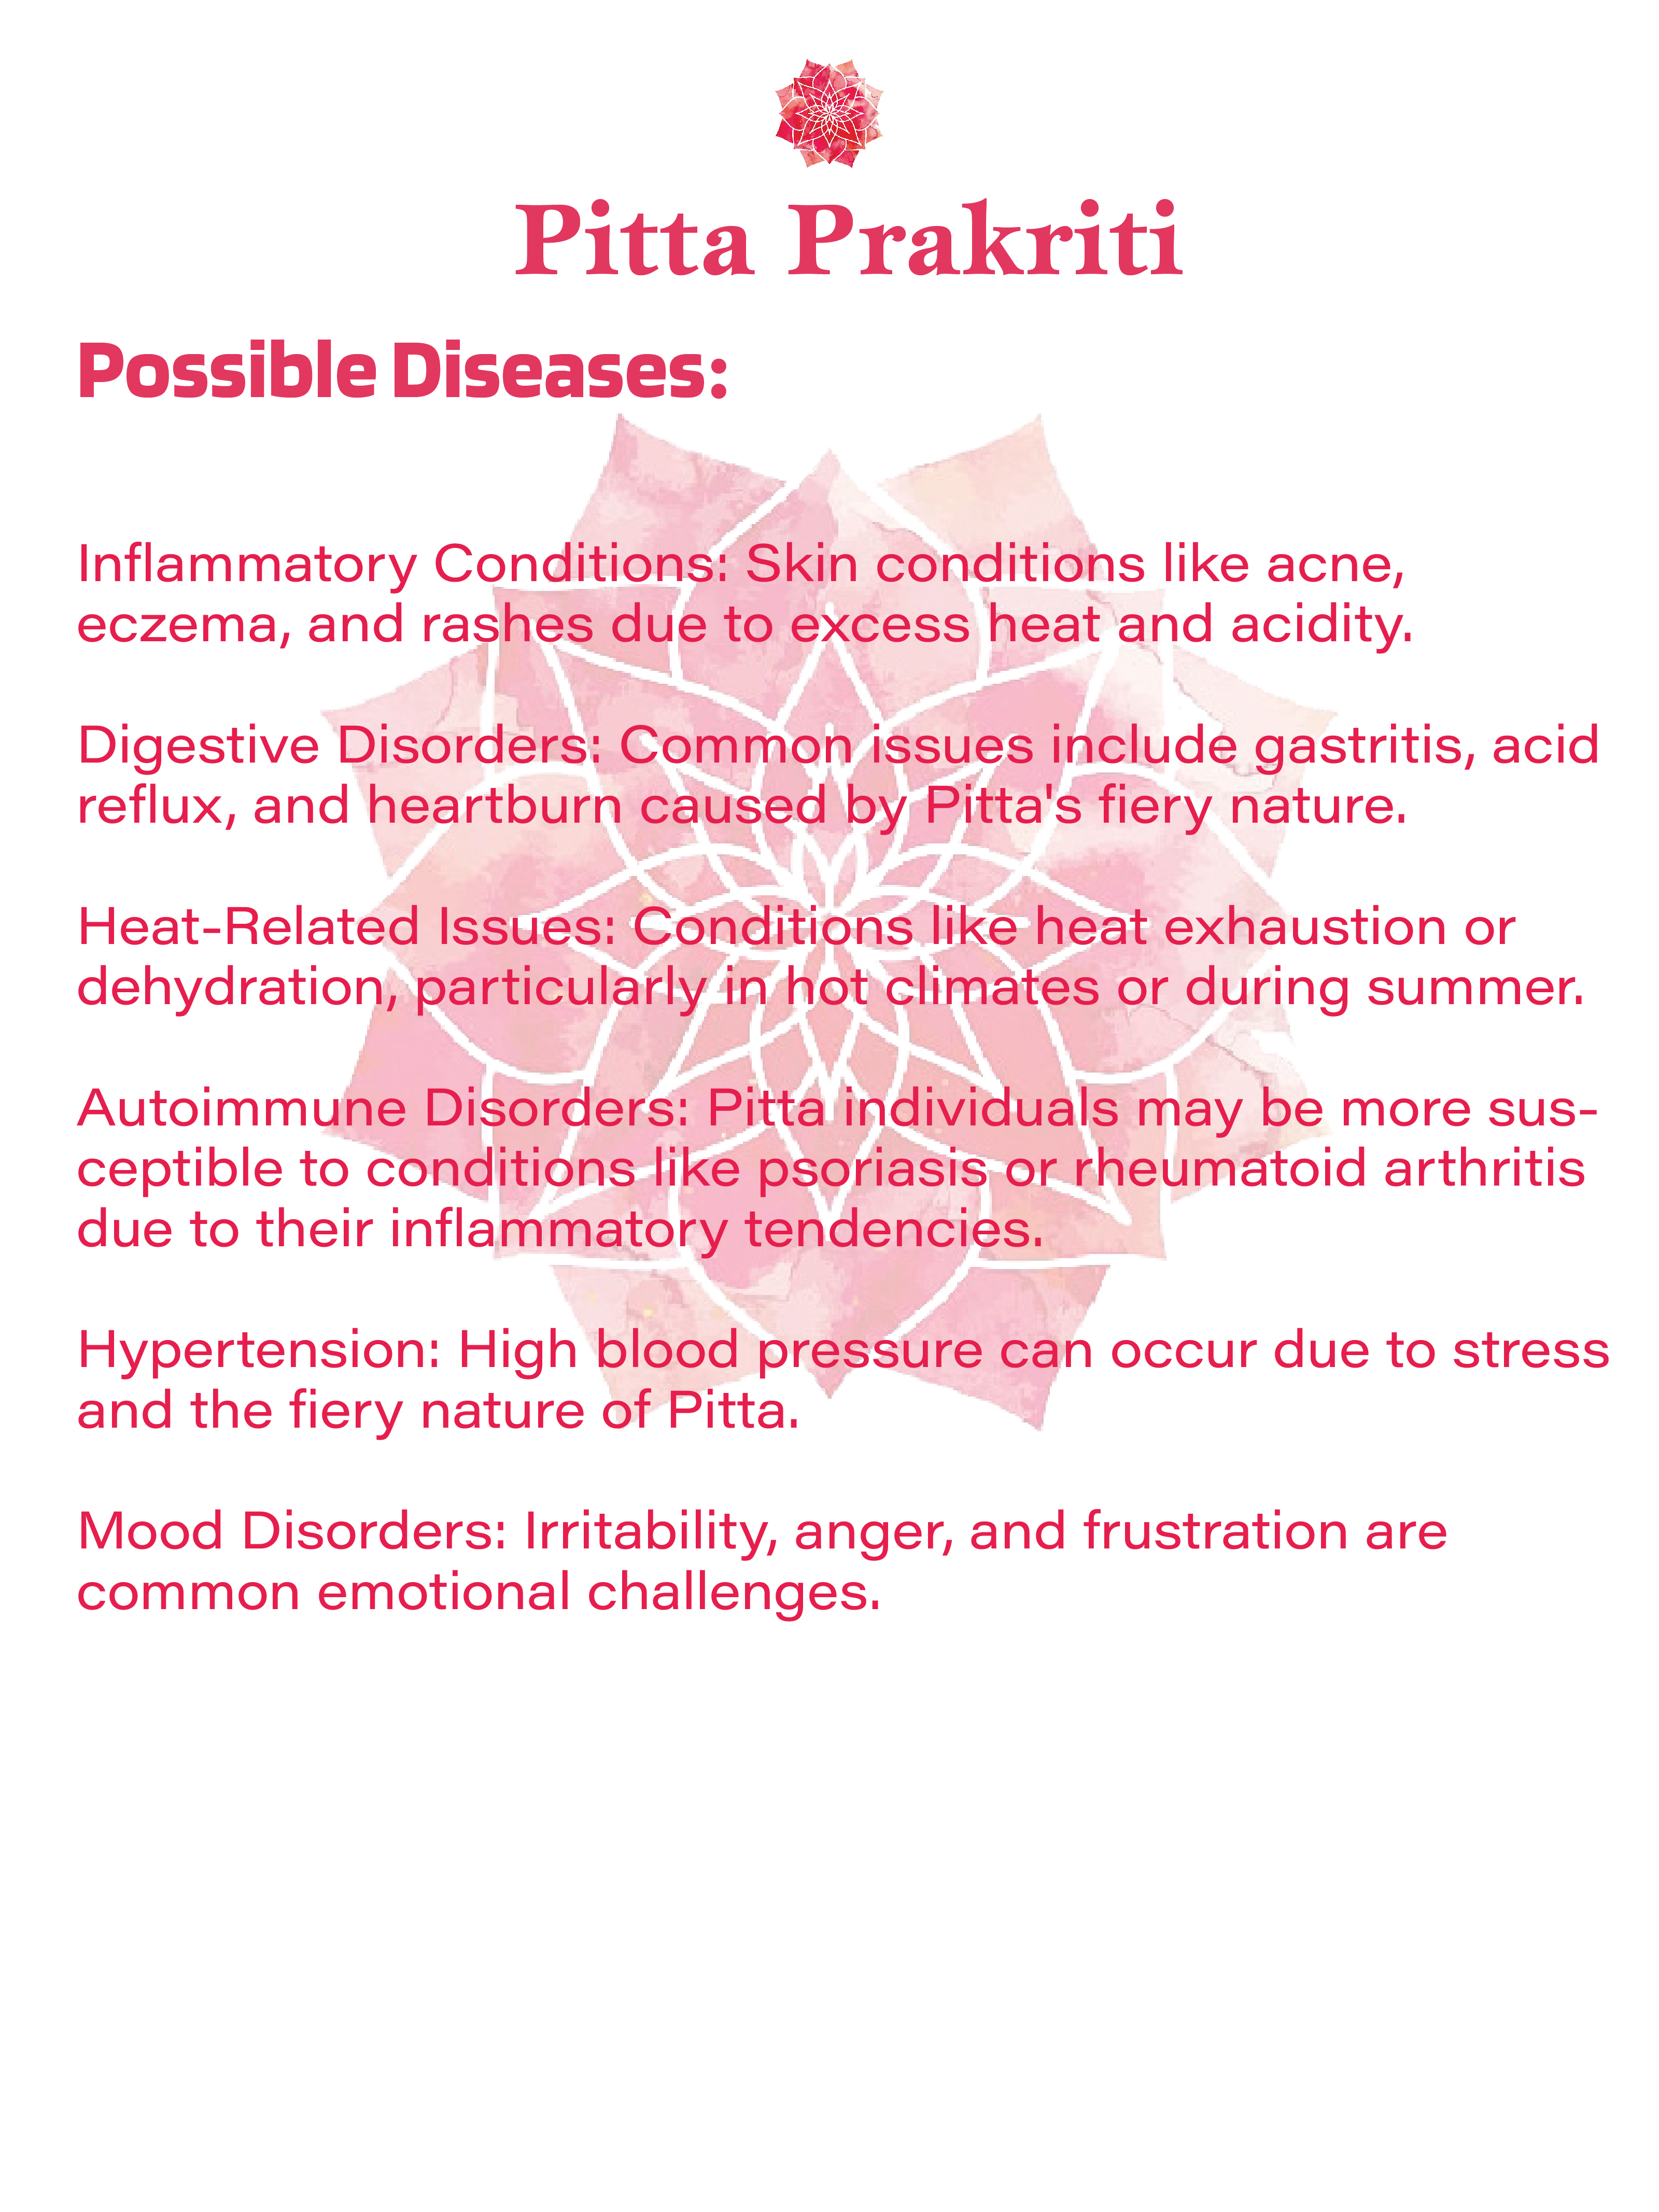 Pitta Prakriti
Possible Diseases:
Inflammatory Conditions: Skin conditions like acne,
eczema, and rashes due to excess heat and acidity.
Digestive Disorders: Common issues include gastritis, acid
reflux, and heartburn caused by Pitta's fiery nature.
Heat-Related Issues: Conditions like heat exhaustion or
dehydration, particularly in hot climates or during summer.
Autoimmune Disorders: Pitta individuals may be more sus-
ceptible to conditions like psoriasis or rheumatoid arthritis
due to their inflammatory tendencies.
Hypertension: High blood pressure can occur due to stress
and the fiery nature of Pitta.
Mood Disorders: Irritability, anger, and frustration are
common emotional challenges.